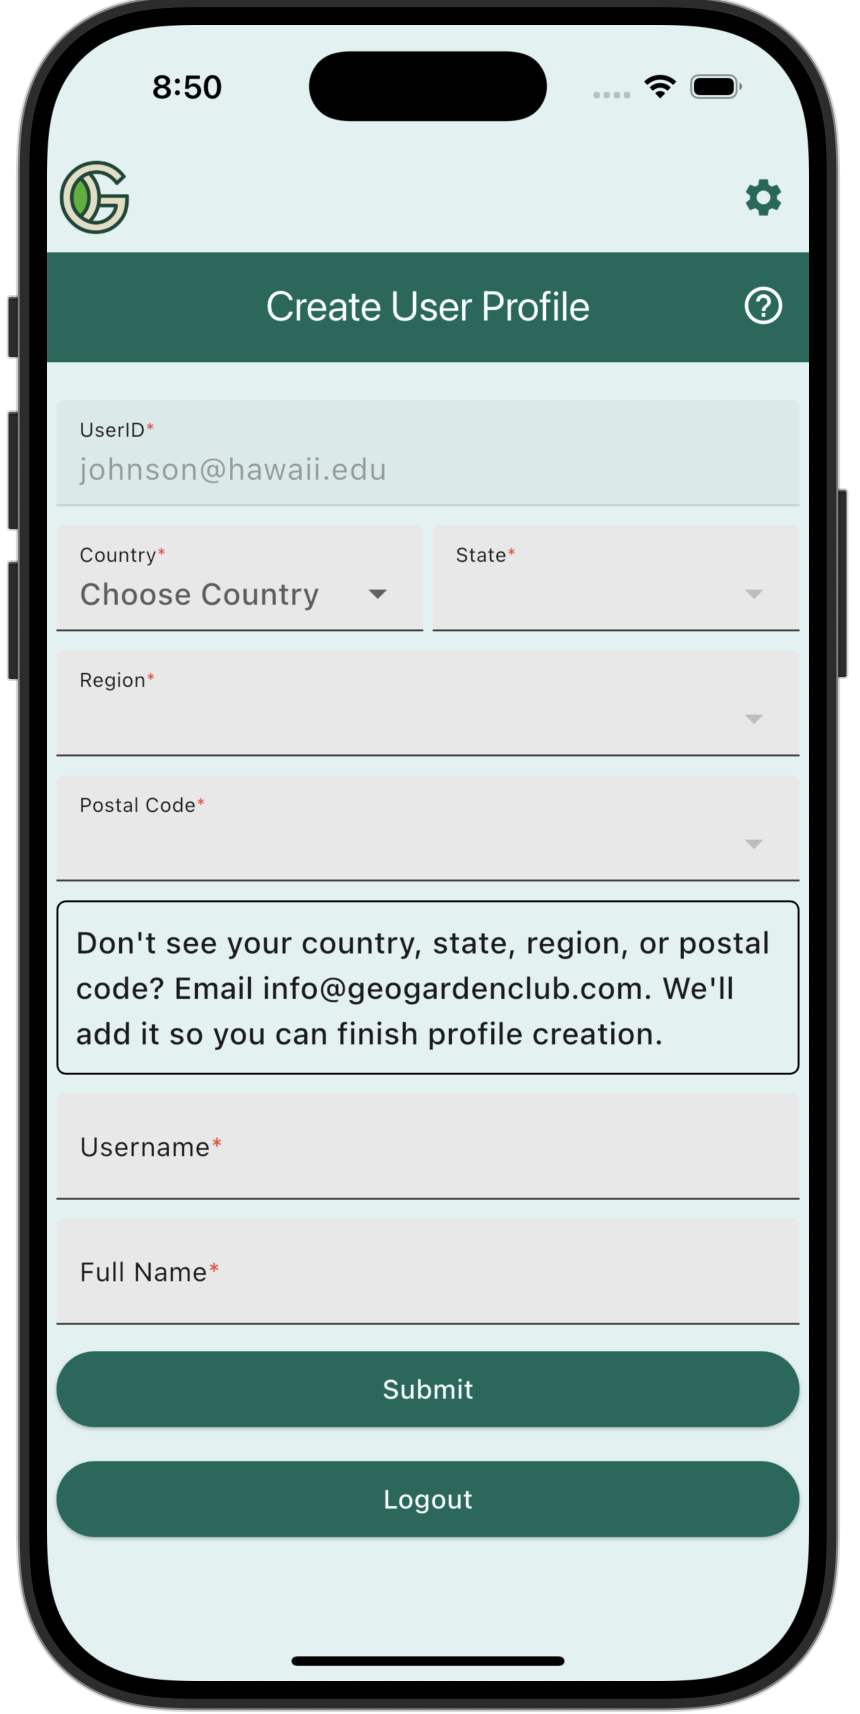 8:50
Create User Profile
UserID*
johnson@hawaii.edu
Country* State*
Choose Country
Region*
Postal Code*
Don't see your country, state, region, or postal
code? Email info@geogardenclub.com. We'll
add it so you can finish profile creation.
Username*
Full Name*
Submit
Logout